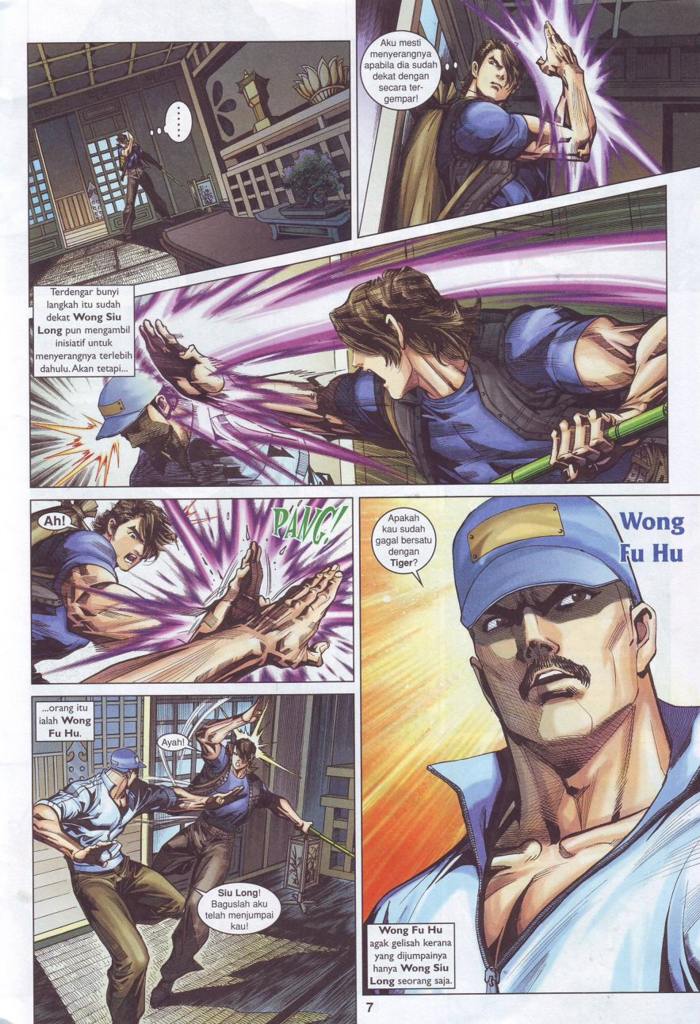 ......
Aku mesti
menyerangnya
apabila dia sudah
dekat dengan
secara ter-
gempar!
Terdengar bunyi
langkah itu sudah
dekat Wong Siu
Long pun mengambil
inisiatif untuk
menyerangnya terlebih
dahulu. Akan tetapi...
Ah!
PANG!
Apakah
kau sudah
gagal bersatu
dengan
Tiger?
Wong
Fu Hu
...orang itu
ialah Wong
Fu Hu.
Ayah!
Siu Long!
Baguslah aku
telah menjumpai
kau!
Wong Fu Hu
agak gelisah kerana
yang dijumpainya
hanya Wong Siu
Long seorang saja.
7